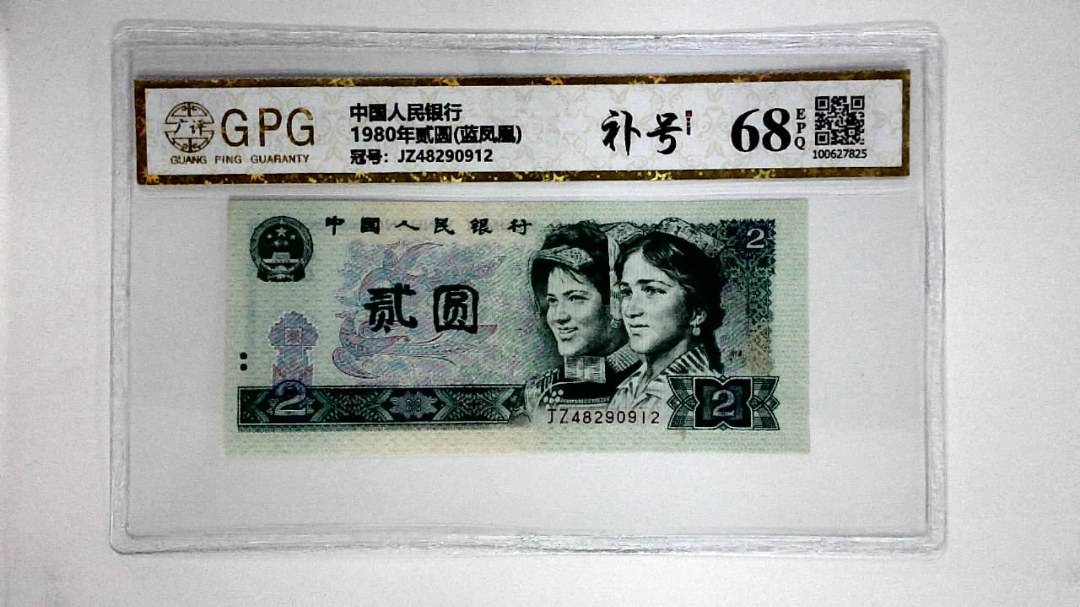 广评
GPG
GUANG PING GUARANTY
中国人民银行
1980年贰圆(蓝凤凰)
冠号：JZ48290912
补号
68
EPQ
100627825
中国人民银行
2
贰圆
2
JZ48290912
2